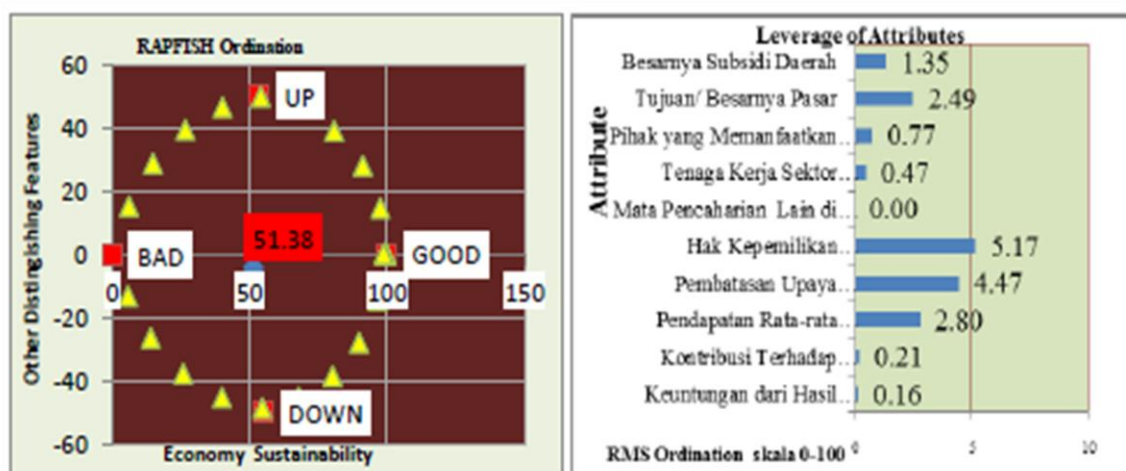 RAPFISH Ordination
60
UP
40
20
51.38
0
BAD
GOOD
0
50
100
150
-20
-40
DOWN
-60
Other Distingishing Features
Economy Sustainability
Leverage of Attributes
Attribute
Besarnya Subsidi Daerah 1.35
Tujuan/ Besarnya Pasar 2.49
Pihak yang Memanfaatkan 0.77
Tenaga Kerja Sektor 0.47
Mata Pencaharian Lain di.. 0.00
Hak Kepemilikan 5.17
Pembatasan Upaya 4.47
Pendapatan Rata-rata.. 2.80
Kontribusi Terhadap.. 0.21
Keuntungan dari Hasil.. 0.16
0 5 10
RMS Ordination skala 0-100